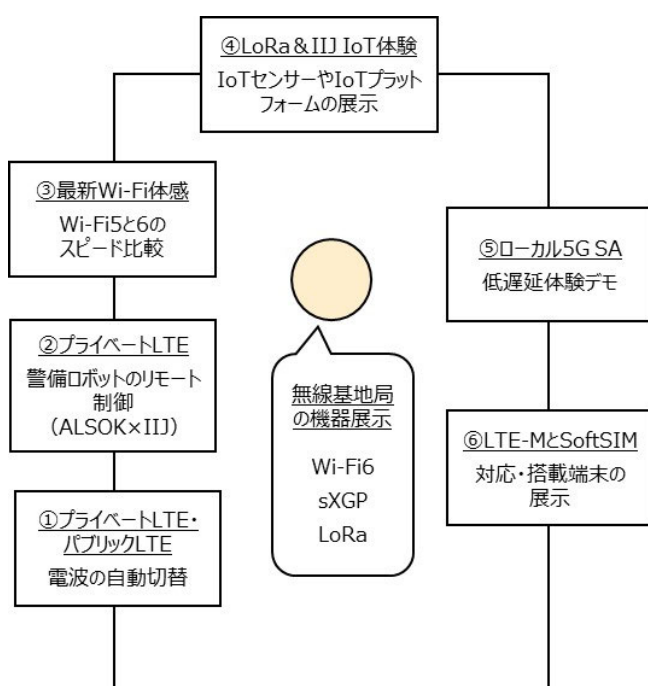 ④LoRa＆IIJ IoT体験
IoTセンサーやIoTプラット
フォームの展示
③最新Wi-Fi体感
Wi-Fi5と6の
スピード比較
⑤ローカル5G SA
低遅延体験デモ
②プライベートLTE
警備ロボットのリモート
制御
（ALSOK×IIJ）
無線基地局
の機器展示
Wi-Fi6
sXGP
LoRa
⑥LTE-MとSoftSIM
対応・搭載端末の
展示
①プライベートLTE・
パブリックLTE
電波の自動切替